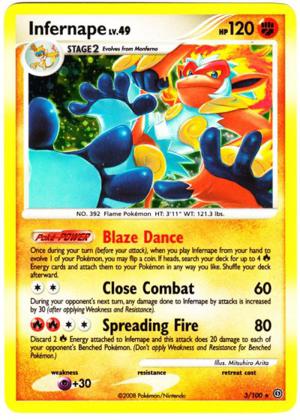 Infernape LV.49
HP 120
STAGE 2 Evolves from Monferno
NO. 392 Flame Pokémon HT: 3'11" WT: 121.3 lbs.
Poké-POWER Blaze Dance
Once during your turn (before your attack), when you play Infernape from your hand to
evolve 1 of your Pokémon, you may flip a coin. If heads, search your deck for up to 4
Energy cards and attach them to your Pokémon in any way you like. Shuffle your deck
afterward.
Close Combat 60
During your opponent's next turn, any damage done to Infernape by attacks is increased
by 30 (after applying Weakness and Resistance).
Spreading Fire 80
Discard 2 Energy attached to Infernape and this attack does 20 damage to each of your
opponent's Benched Pokémon. (Don't apply Weakness and Resistance for Benched
Pokémon.)
Illus. Mitsuhiro Arita
weakness resistance retreat cost
+30
©2008 Pokémon/Nintendo
3/100